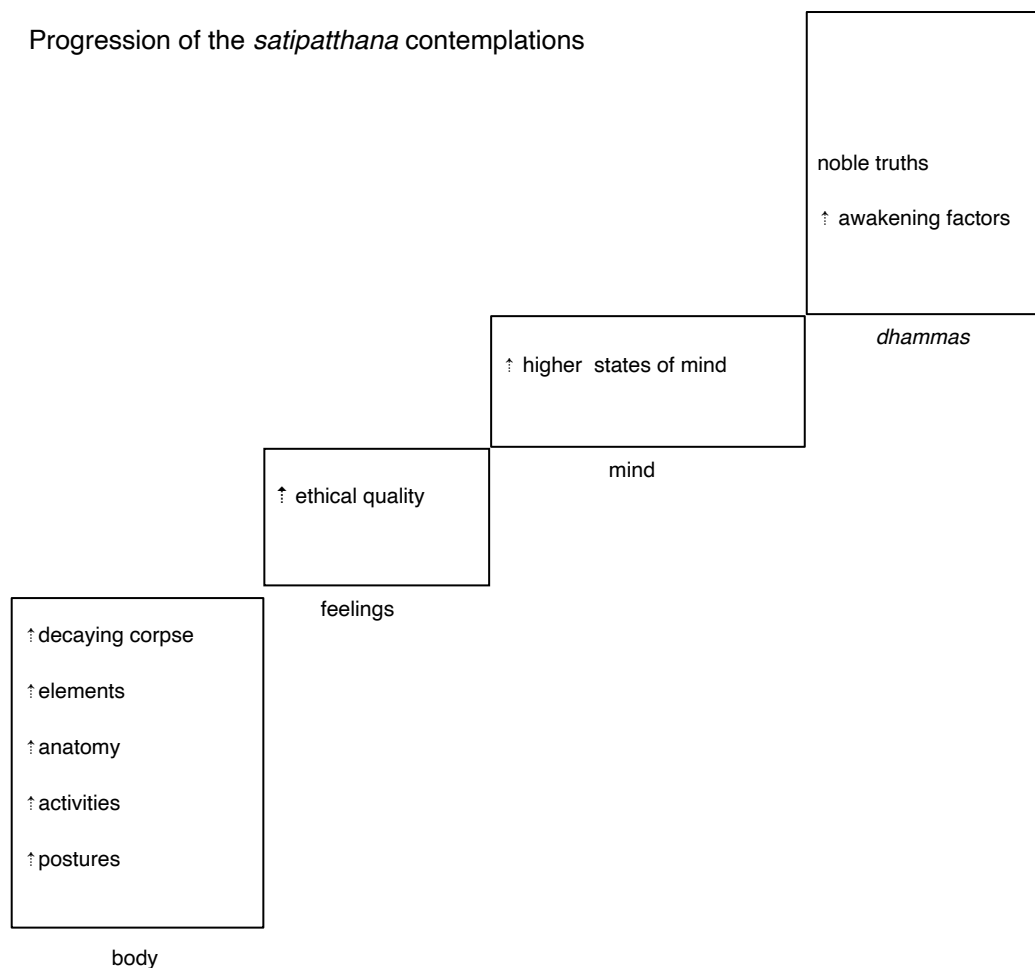 Progression of the satipatthana contemplations
noble truths
⇡ awakening factors
dhammas
⇡ higher states of mind
mind
⇡ ethical quality
feelings
⇡ decaying corpse
⇡ elements
⇡ anatomy
⇡ activities
⇡ postures
body